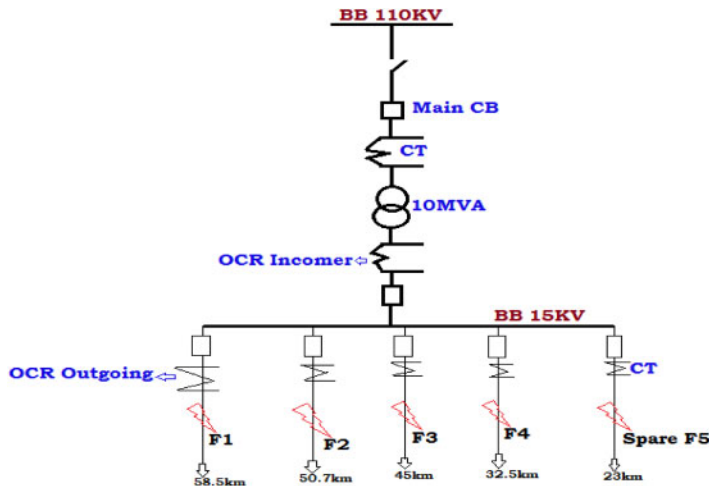 BB 110KV
Main CB
CT
10MVA
OCR Incomer
BB 15KV
OCR Outgoing
CT
F1
F2
F3
F4
Spare F5
58.5km
50.7km
45km
32.5km
23km